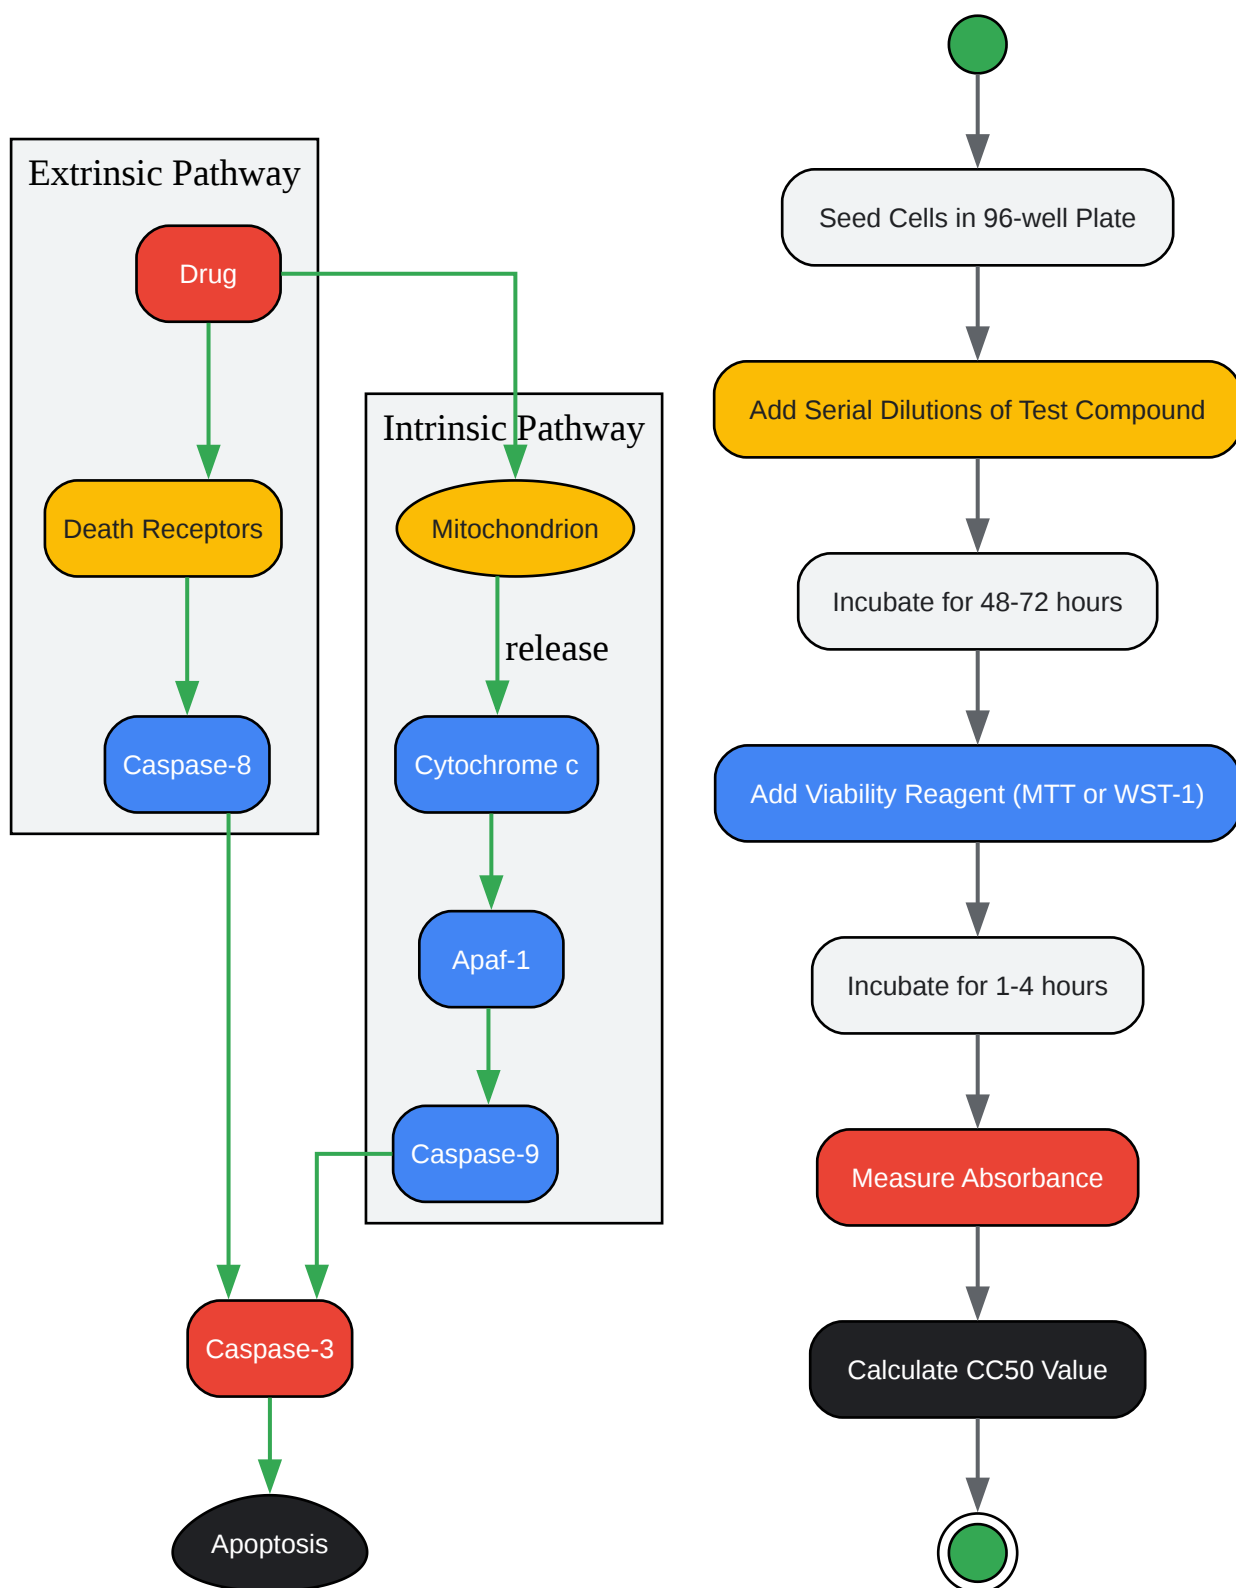 Extrinsic Pathway
Drug
Death Receptors
Caspase-8
Intrinsic Pathway
Mitochondrion
release
Cytochrome c
Apaf-1
Caspase-9
Caspase-3
Apoptosis
Seed Cells in 96-well Plate
Add Serial Dilutions of Test Compound
Incubate for 48-72 hours
Add Viability Reagent (MTT or WST-1)
Incubate for 1-4 hours
Measure Absorbance
Calculate CC50 Value